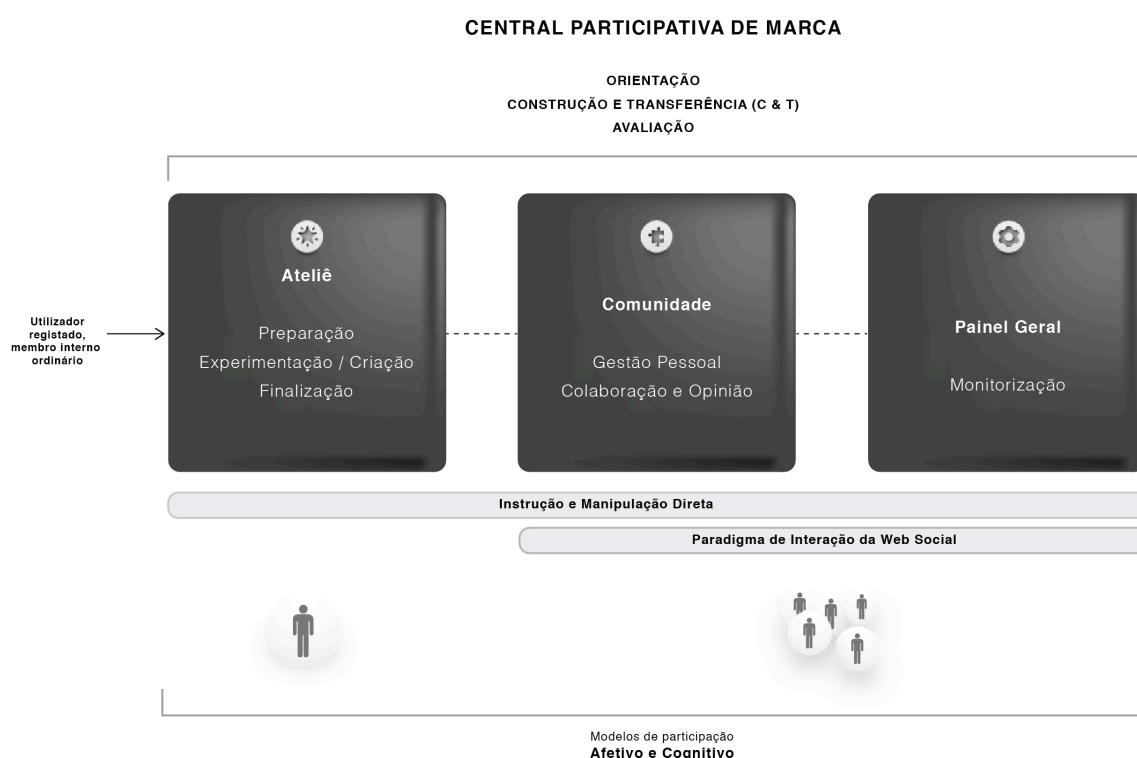 CENTRAL PARTICIPATIVA DE MARCA
ORIENTAÇÃO
CONSTRUÇÃO E TRANSFERÊNCIA (C & T)
AVALIAÇÃO
Utilizador
registado,
membro interno
ordinário
Ateliê
Preparação
Experimentação / Criação
Finalização
Comunidade
Gestão Pessoal
Colaboração e Opinião
Painel Geral
Monitorização
Instrução e Manipulação Direta
Paradigma de Interação da Web Social
Modelos de participação
Afetivo e Cognitivo